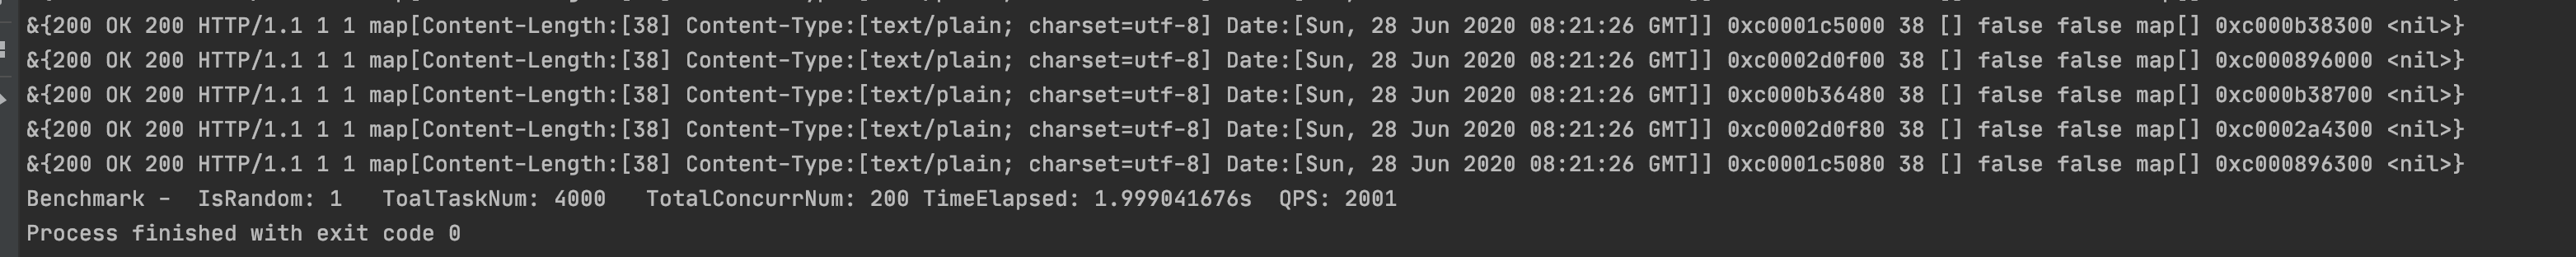 &{200 OK 200 HTTP/1.1 1 1 map[Content-Length:[38] Content-Type:[text/plain; charset=utf-8] Date:[Sun, 28 Jun 2020 08:21:26 GMT]] 0xc0001c5000 38 [] false false map[] 0xc000b38300 <nil>}
&{200 OK 200 HTTP/1.1 1 1 map[Content-Length:[38] Content-Type:[text/plain; charset=utf-8] Date:[Sun, 28 Jun 2020 08:21:26 GMT]] 0xc0002d0f00 38 [] false false map[] 0xc000896000 <nil>}
&{200 OK 200 HTTP/1.1 1 1 map[Content-Length:[38] Content-Type:[text/plain; charset=utf-8] Date:[Sun, 28 Jun 2020 08:21:26 GMT]] 0xc000b36480 38 [] false false map[] 0xc000b38700 <nil>}
&{200 OK 200 HTTP/1.1 1 1 map[Content-Length:[38] Content-Type:[text/plain; charset=utf-8] Date:[Sun, 28 Jun 2020 08:21:26 GMT]] 0xc0002d0f80 38 [] false false map[] 0xc0002a4300 <nil>}
&{200 OK 200 HTTP/1.1 1 1 map[Content-Length:[38] Content-Type:[text/plain; charset=utf-8] Date:[Sun, 28 Jun 2020 08:21:26 GMT]] 0xc0001c5080 38 [] false false map[] 0xc000896300 <nil>}
Benchmark -  IsRandom: 1   ToalTaskNum: 4000   TotalConcurrNum: 200 TimeElapsed: 1.999041676s  QPS: 2001
Process finished with exit code 0